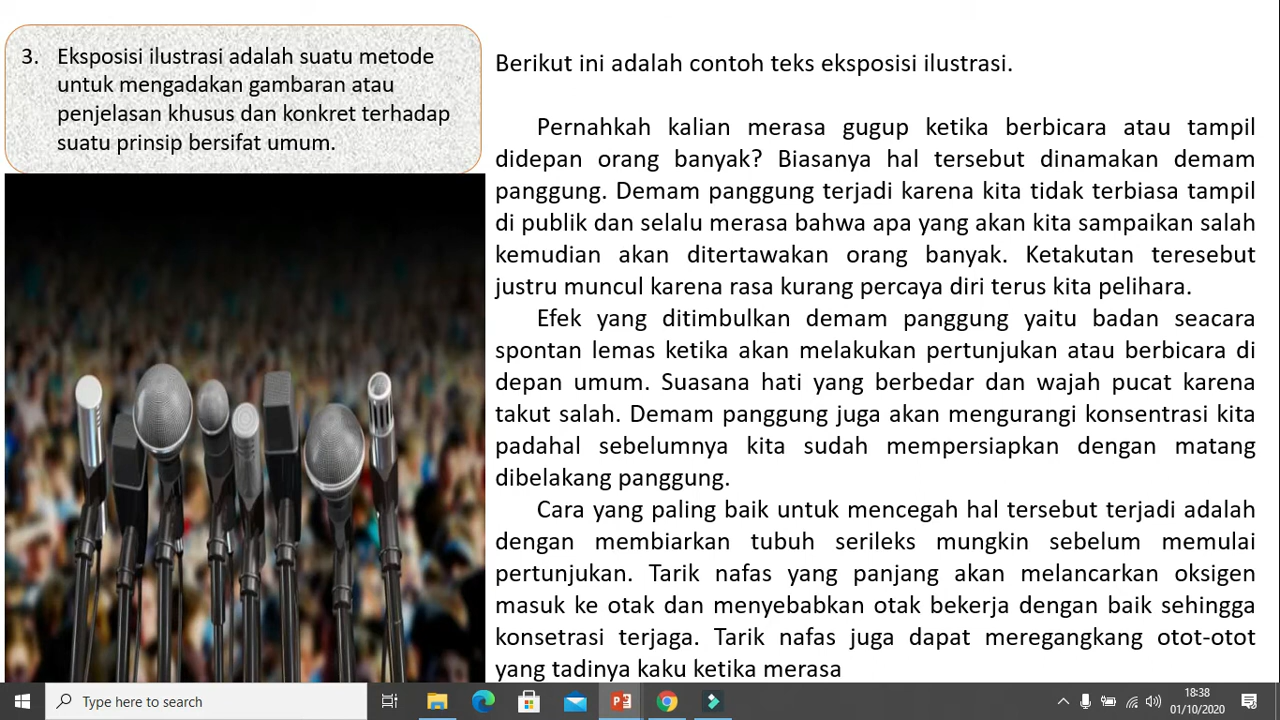 3. Eksposisi ilustrasi adalah suatu metode
untuk mengadakan gambaran atau
penjelasan khusus dan konkret terhadap
suatu prinsip bersifat umum.
Berikut ini adalah contoh teks eksposisi ilustrasi.
Pernahkah kalian merasa gugup ketika berbicara atau tampil
didepan orang banyak? Biasanya hal tersebut dinamakan demam
panggung. Demam panggung terjadi karena kita tidak terbiasa tampil
di publik dan selalu merasa bahwa apa yang akan kita sampaikan salah
kemudian akan ditertawakan orang banyak. Ketakutan teresebut
justru muncul karena rasa kurang percaya diri terus kita pelihara.
Efek yang ditimbulkan demam panggung yaitu badan seacara
spontan lemas ketika akan melakukan pertunjukan atau berbicara di
depan umum. Suasana hati yang berbedar dan wajah pucat karena
takut salah. Demam panggung juga akan mengurangi konsentrasi kita
padahal sebelumnya kita sudah mempersiapkan dengan matang
dibelakang panggung.
Cara yang paling baik untuk mencegah hal tersebut terjadi adalah
dengan membiarkan tubuh serileks mungkin sebelum memulai
pertunjukan. Tarik nafas yang panjang akan melancarkan oksigen
masuk ke otak dan menyebabkan otak bekerja dengan baik sehingga
konsetrasi terjaga. Tarik nafas juga dapat meregangkang otot-otot
yang tadinya kaku ketika merasa
Type here to search
18:38
01/10/2020